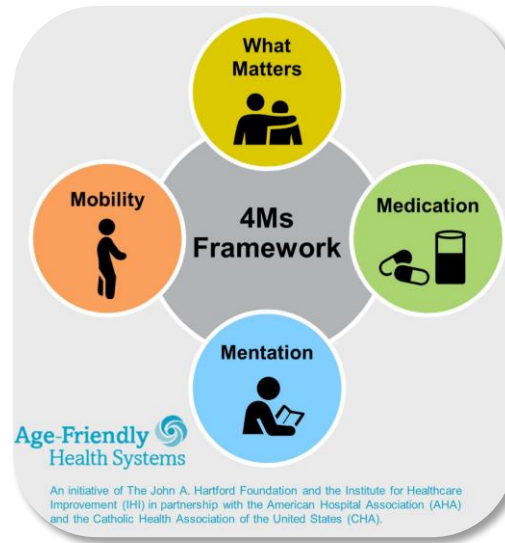 What
Matters
Mobility
4Ms
Framework
Medication
Mentation
Age-Friendly
Health Systems
An initiative of The John A. Hartford Foundation and the Institute for Healthcare
Improvement (IHI) in partnership with the American Hospital Association (AHA)
and the Catholic Health Association of the United States (CHA).